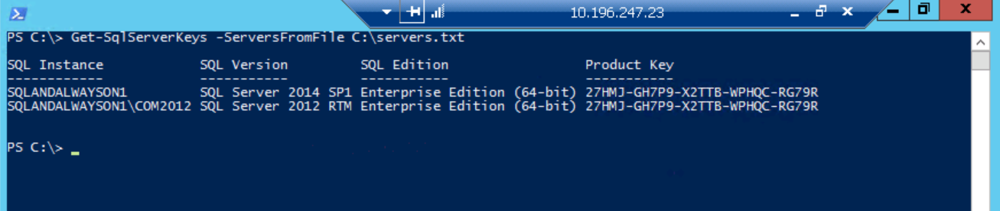 10.196.247.23
PS C:\> Get-SqlServerKeys -ServersFromFile C:\servers.txt
SQL Instance SQL Version SQL Edition Product Key
------------ ----------- ----------- -----------
SQLANDALWAYSON1 SQL Server 2014 SP1 Enterprise Edition (64-bit) 27HMJ-GH7P9-X2TTB-WPHQC-RG79R
SQLANDALWAYSON1\COM2012 SQL Server 2012 RTM Enterprise Edition (64-bit) 27HMJ-GH7P9-X2TTB-WPHQC-RG79R
PS C:\> _